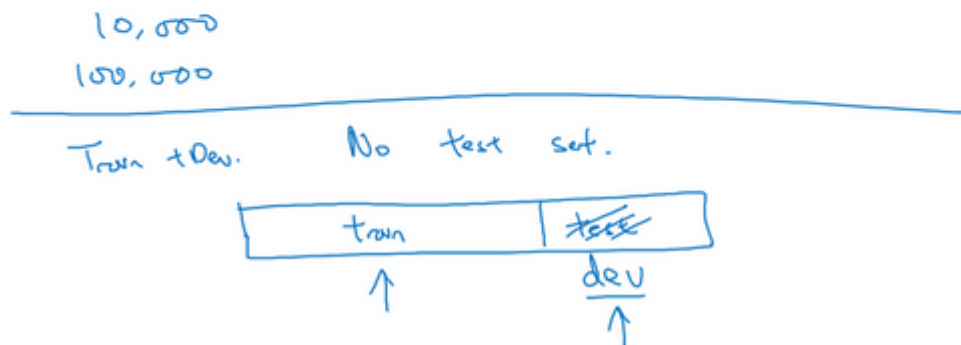 10,000
100,000
Train + Dev. No test set.
train test
dev